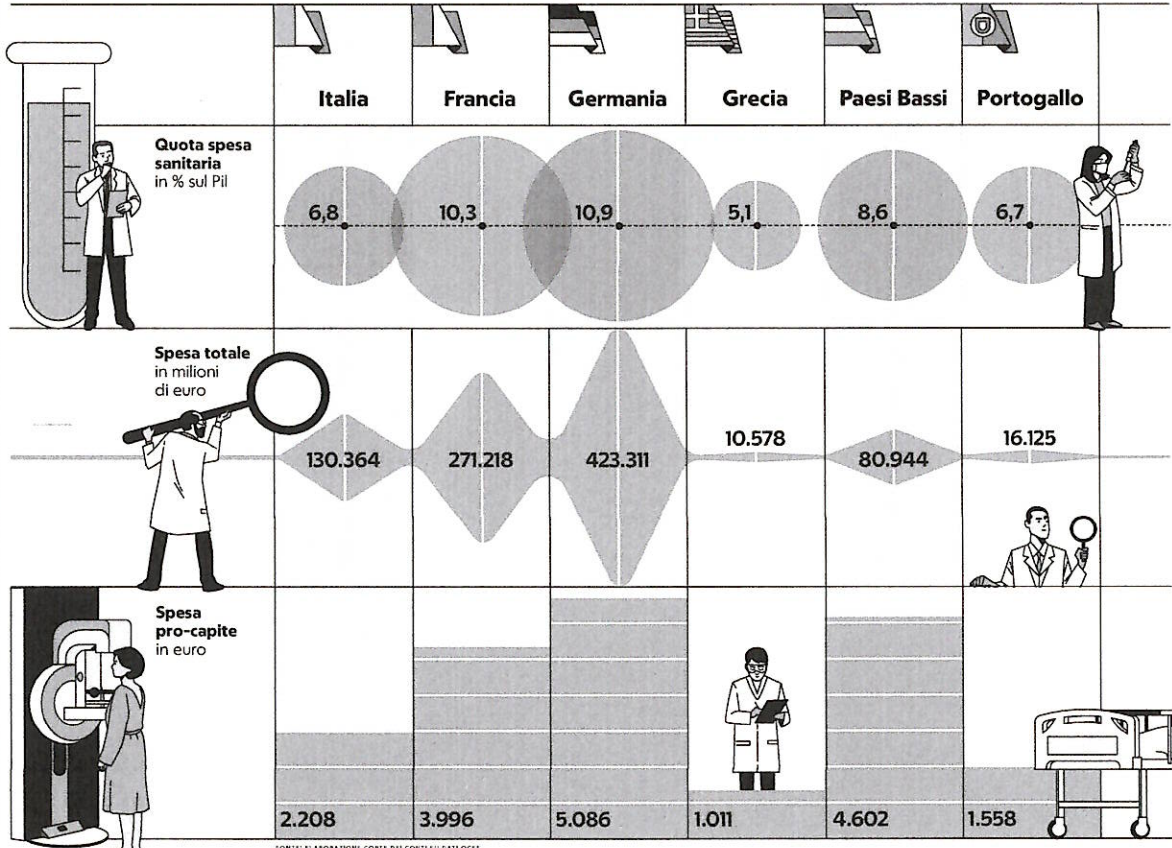 Italia
Francia
Germania
Grecia
Paesi Bassi
Portogallo
Quota spesa
sanitaria
in % sul Pil
6,8
10,3
10,9
5,1
8,6
6,7
Spesa totale
in milioni
di euro
130.364
271.218
423.311
10.578
80.944
16.125
Spesa
pro-capite
in euro
2.208
3.996
5.086
1.011
4.602
1.558